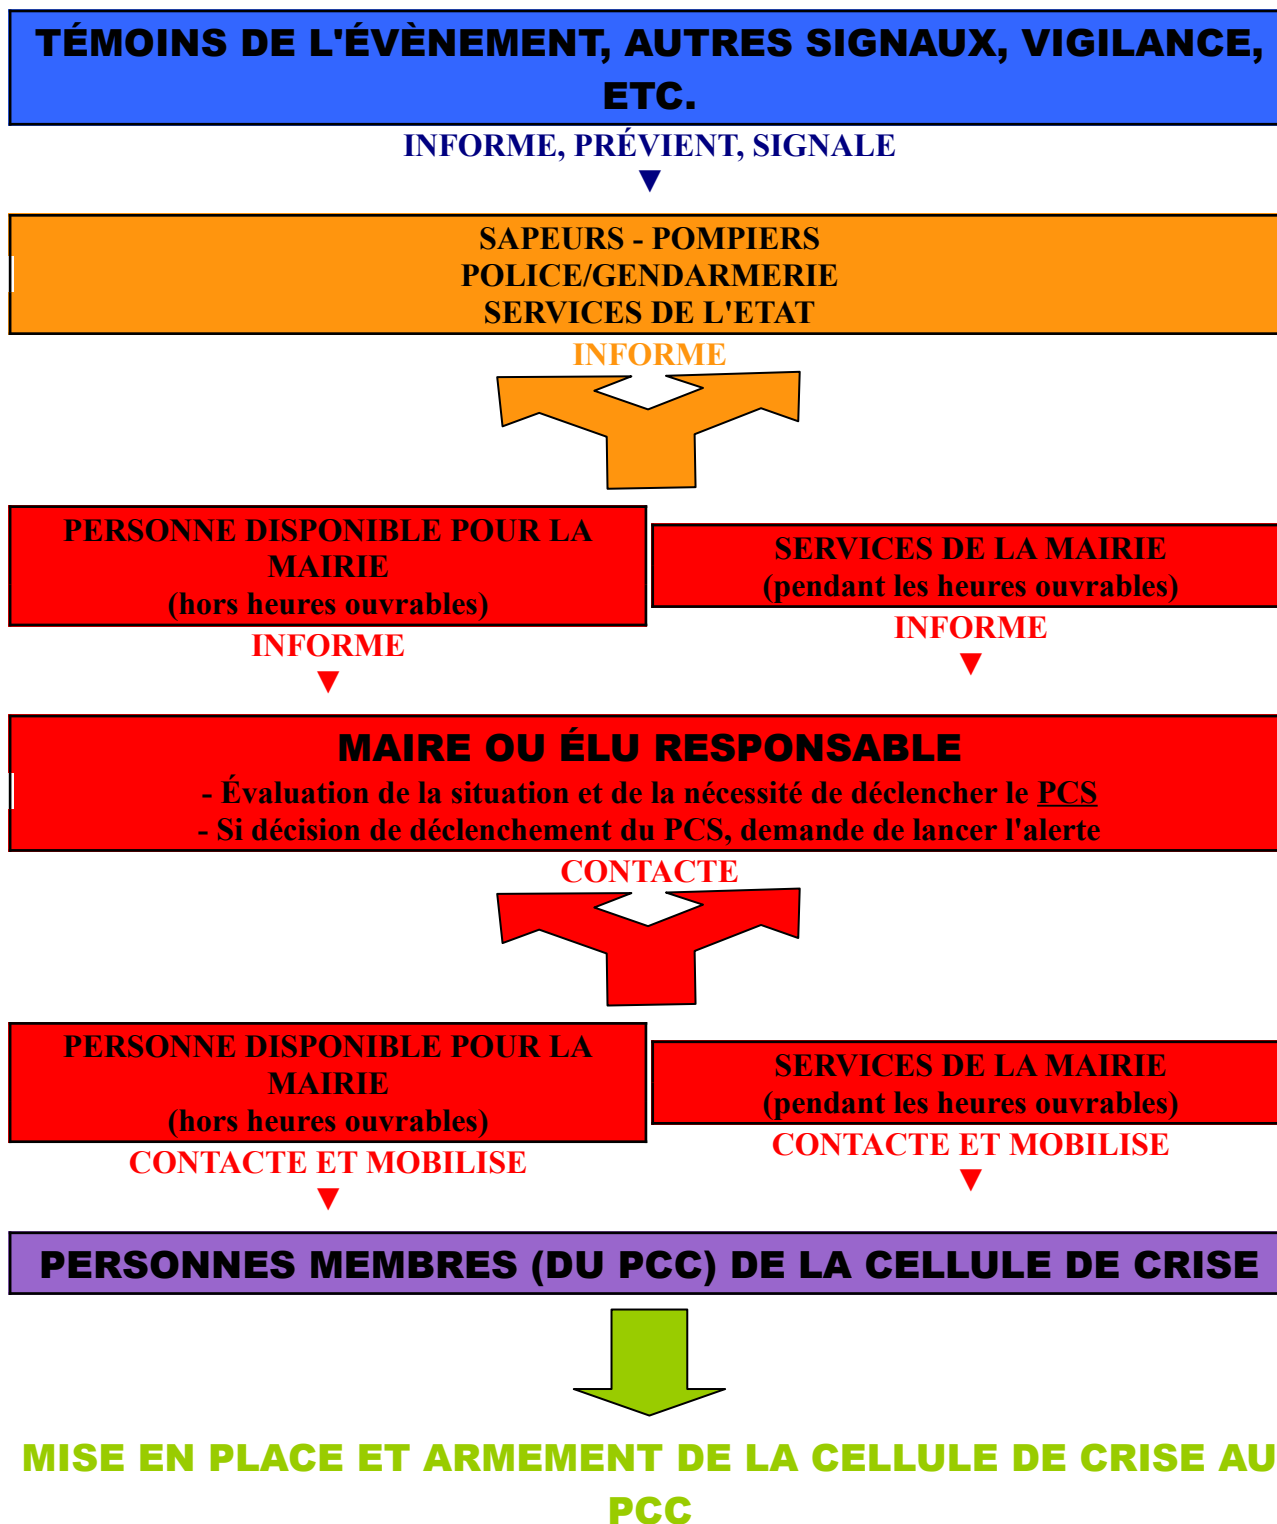 TÉMOINS DE L'ÉVÈNEMENT, AUTRES SIGNAUX, VIGILANCE,
ETC.
INFORME, PRÉVIENT, SIGNALE
SAPEURS - POMPIERS
POLICE/GENDARMERIE
SERVICES DE L'ETAT
INFORME
PERSONNE DISPONIBLE POUR LA
MAIRIE
(hors heures ouvrables)
INFORME
SERVICES DE LA MAIRIE
(pendant les heures ouvrables)
INFORME
MAIRE OU ÉLU RESPONSABLE
- Évaluation de la situation et de la nécessité de déclencher le PCS
- Si décision de déclenchement du PCS, demande de lancer l'alerte
CONTACTE
PERSONNE DISPONIBLE POUR LA
MAIRIE
(hors heures ouvrables)
CONTACTE ET MOBILISE
SERVICES DE LA MAIRIE
(pendant les heures ouvrables)
CONTACTE ET MOBILISE
PERSONNES MEMBRES (DU PCC) DE LA CELLULE DE CRISE
MISE EN PLACE ET ARMEMENT DE LA CELLULE DE CRISE AU
PCC